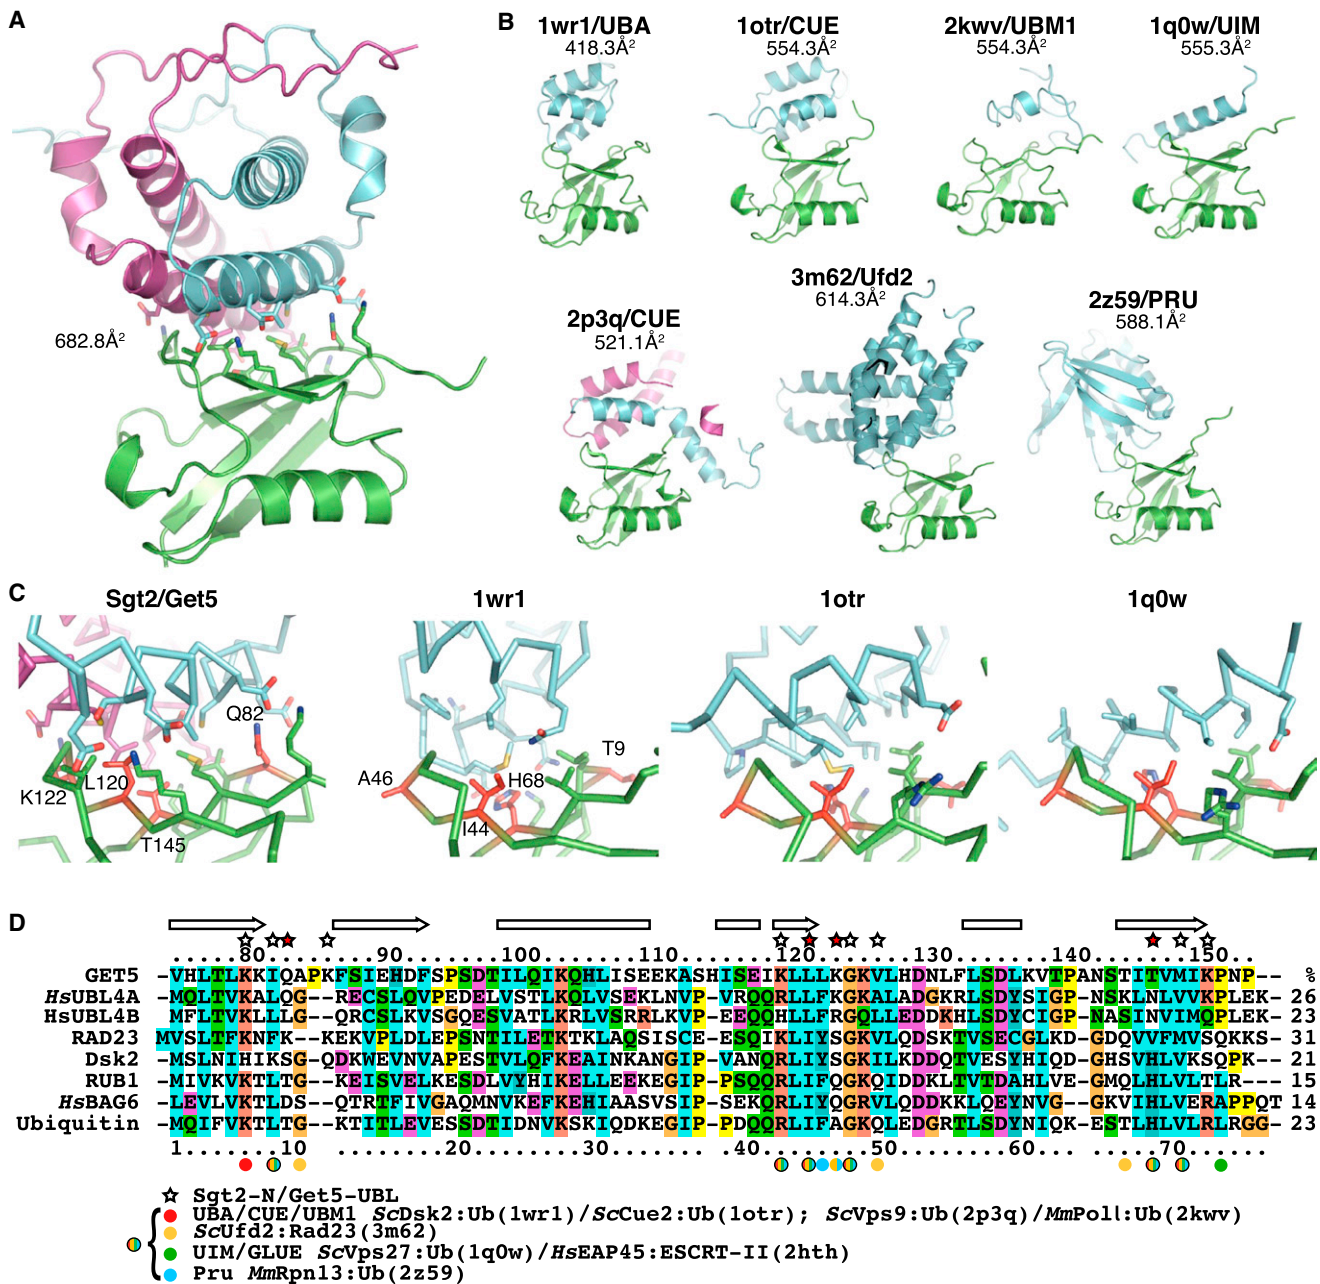 A
682.8Å²
B
1wr1/UBA
418.3Å²
1otr/CUE
554.3Å²
2kwv/UBM1
554.3Å²
1q0w/UIM
555.3Å²
2p3q/CUE
521.1Å²
3m62/Ufd2
614.3Å²
2z59/PRU
588.1Å²
C
Sgt2/Get5
Q82
K122
L120
T145
1wr1
A46
H68
T9
I44
1otr
1q0w
D
80 90 100 110 120 130 140 150
GET5 -VHLTLKKIQAPKFSIEHDFSPSDTILQIKQHLISEEKASHISEIKLLLKGKVLHDNLFLSDLKVTPANSTITVMIKPNP-- %
HsUBL4A -MQLTVKALQG--RECSLQVPEDELVSTLKQLVSEKLNVP-VRQQRLLFKGKALADGKRLSDYSIGP-NSKLNLVVKPLEK- 26
HsUBL4B -MFLTVKLLLG--QRCSLKVSGQESVATLKRLVSRRLKVP-EEQQHLLFRGQLLEDDKHLSDYCIGP-NASINVIMQPLEK- 23
RAD23 MVSLTFKNFK---KEKVPLDLEPSNTILETKTKLAQSISCE-ESQIKLIYSGKVLQDSKTVSECGLKD-GDQVVFMVSQKKS 31
Dsk2 -MSLNIHIKSG--QDKWEVNVAPESTVLQFKEAINKANGIP-VANQRLIYSGKILKDDQTVESYHIQD-GHSVHLVKSQPK- 21
RUB1 -MIVKVKTLTG--KEISVELKESDLVYHIKELLEEKEGIP-PSQQRLIFQGKQIDDKLTVTDAHLVE-GMQLHLVLTLR--- 15
HsBAG6 -LEVLVKTLDS--QTRTFIVGAQMNVKEFKEHIAASVSIP-SEKQRLIYQGRVLQDDKKLQEYNVG--GKVIHLVERAPPQT 14
Ubiquitin -MQIFVKTLTG--KTITLEVESSDTIDNVKSKIQDKEGIP-PDQQRLIFAGKQLEDGRTLSDYNIQK-ESTLHLVLRLRGG- 23
1 10 20 30 40 50 60 70
Sgt2-N/Get5-UBL
UBA/CUE/UBM1 ScDsk2:Ub(1wr1)/ScCue2:Ub(1otr); ScVps9:Ub(2p3q)/MmPolι:Ub(2kwv)
ScUfd2:Rad23(3m62)
UIM/GLUE ScVps27:Ub(1q0w)/HsEAP45:ESCRT-II(2hth)
Pru MmRpn13:Ub(2z59)